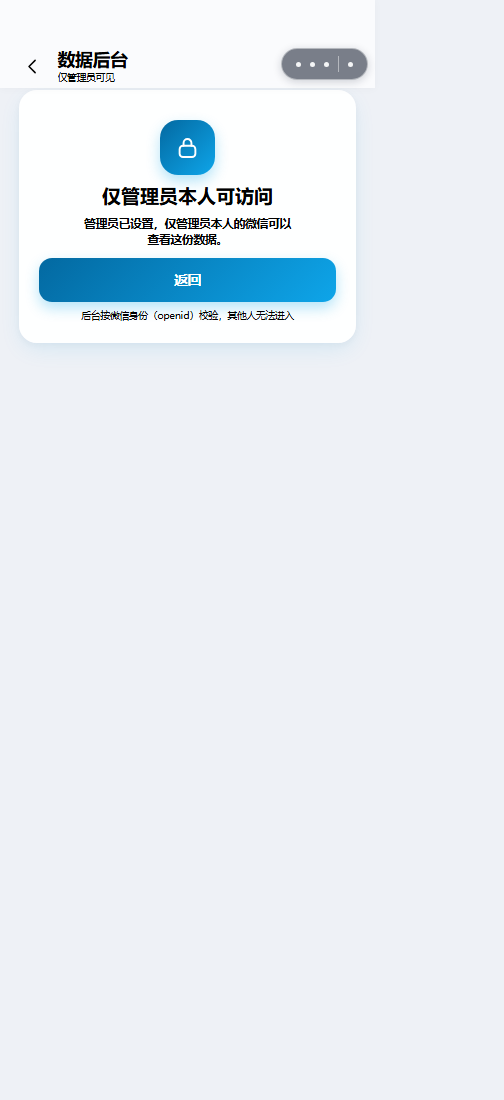 数据后台
仅管理员可见
仅管理员本人可访问
管理员已设置，仅管理员本人的微信可以
查看这份数据。
返回
后台按微信身份（openid）校验，其他人无法进入